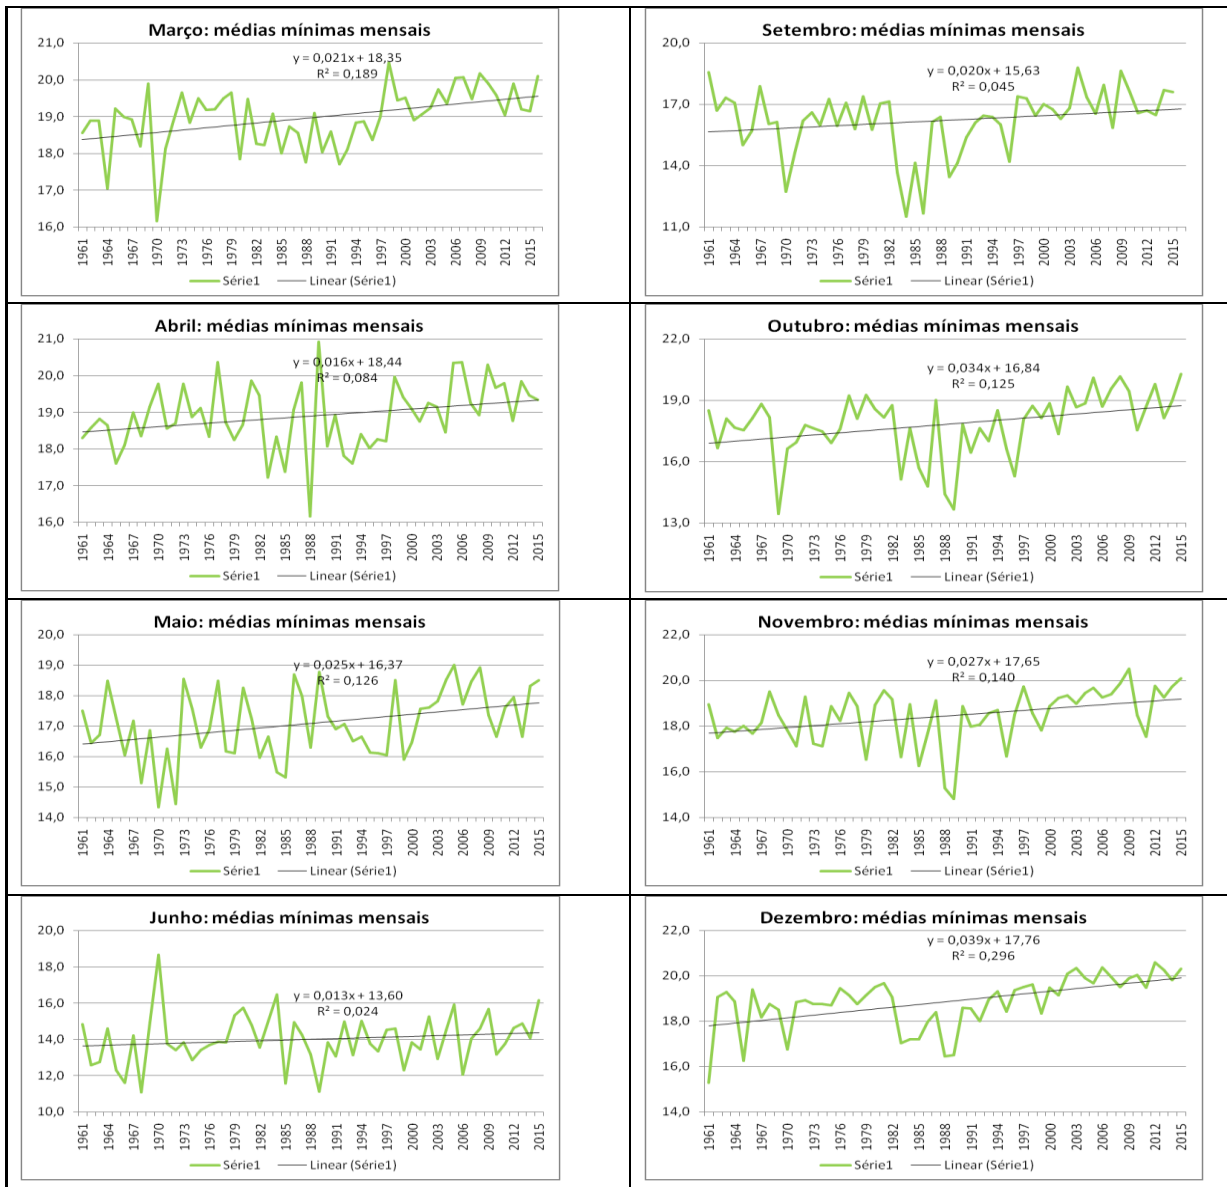 Março: médias mínimas mensais
y = 0,021x + 18,35
R² = 0,189
21,0
20,0
19,0
18,0
17,0
16,0
1961 1964 1967 1970 1973 1976 1979 1982 1985 1988 1991 1994 1997 2000 2003 2006 2009 2012 2015
Série1 Linear (Série1)
Setembro: médias mínimas mensais
y = 0,020x + 15,63
R² = 0,045
20,0
17,0
14,0
11,0
1961 1964 1967 1970 1973 1976 1979 1982 1985 1988 1991 1994 1997 2000 2003 2006 2009 2012 2015
Série1 Linear (Série1)
Abril: médias mínimas mensais
y = 0,016x + 18,44
R² = 0,084
21,0
20,0
19,0
18,0
17,0
16,0
1961 1964 1967 1970 1973 1976 1979 1982 1985 1988 1991 1994 1997 2000 2003 2006 2009 2012 2015
Série1 Linear (Série1)
Outubro: médias mínimas mensais
y = 0,034x + 16,84
R² = 0,125
22,0
19,0
16,0
13,0
1961 1964 1967 1970 1973 1976 1979 1982 1985 1988 1991 1994 1997 2000 2003 2006 2009 2012 2015
Série1 Linear (Série1)
Maio: médias mínimas mensais
y = 0,025x + 16,37
R² = 0,126
20,0
19,0
18,0
17,0
16,0
15,0
14,0
1961 1964 1967 1970 1973 1976 1979 1982 1985 1988 1991 1994 1997 2000 2003 2006 2009 2012 2015
Série1 Linear (Série1)
Novembro: médias mínimas mensais
y = 0,027x + 17,65
R² = 0,140
22,0
20,0
18,0
16,0
14,0
1961 1964 1967 1970 1973 1976 1979 1982 1985 1988 1991 1994 1997 2000 2003 2006 2009 2012 2015
Série1 Linear (Série1)
Junho: médias mínimas mensais
y = 0,013x + 13,60
R² = 0,024
20,0
18,0
16,0
14,0
12,0
10,0
1961 1964 1967 1970 1973 1976 1979 1982 1985 1988 1991 1994 1997 2000 2003 2006 2009 2012 2015
Série1 Linear (Série1)
Dezembro: médias mínimas mensais
y = 0,039x + 17,76
R² = 0,296
22,0
20,0
18,0
16,0
14,0
1961 1964 1967 1970 1973 1976 1979 1982 1985 1988 1991 1994 1997 2000 2003 2006 2009 2012 2015
Série1 Linear (Série1)